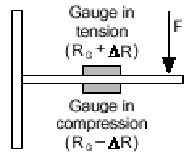 Gauge in
tension
(R_G + ΔR)
F
Gauge in
compression
(R_G − ΔR)